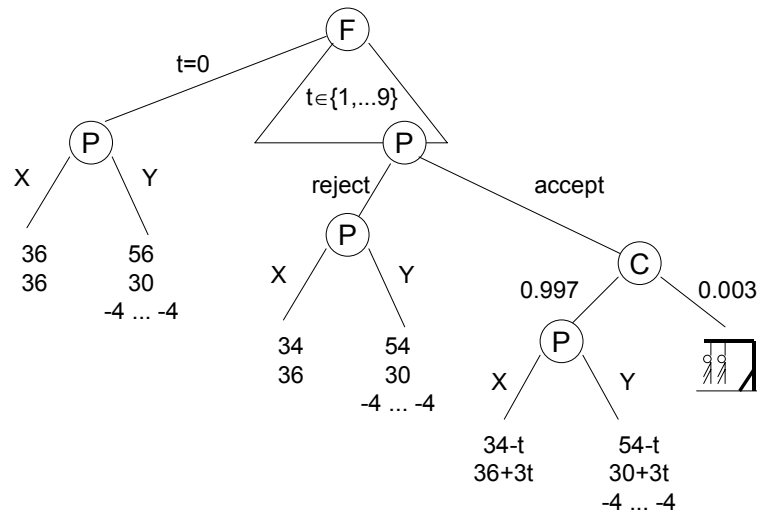 F
t=0
t∈{1,...9}
P
P
X
Y
reject
accept
36
36
56
30
-4 ... -4
P
C
X
Y
0.997
0.003
34
36
54
30
-4 ... -4
P
X
Y
34-t
36+3t
54-t
30+3t
-4 ... -4